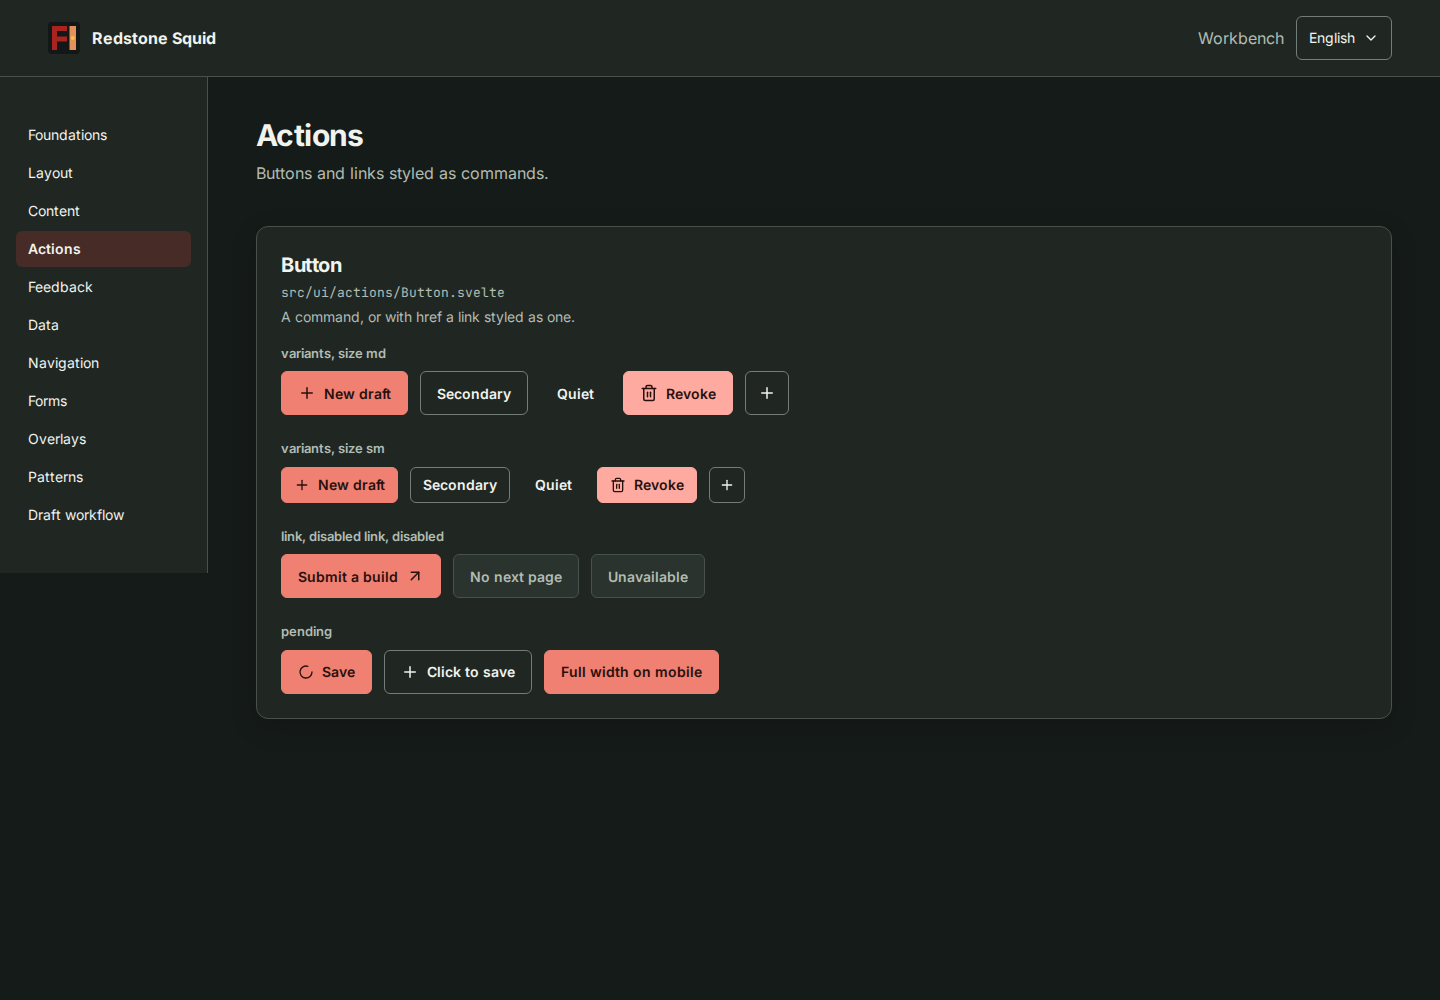 Redstone Squid
Workbench
English
Foundations
Layout
Content
Actions
Feedback
Data
Navigation
Forms
Overlays
Patterns
Draft workflow
Actions
Buttons and links styled as commands.
Button
src/ui/actions/Button.svelte
A command, or with href a link styled as one.
variants, size md
New draft
Secondary
Quiet
Revoke
variants, size sm
New draft
Secondary
Quiet
Revoke
link, disabled link, disabled
Submit a build
No next page
Unavailable
pending
Save
Click to save
Full width on mobile